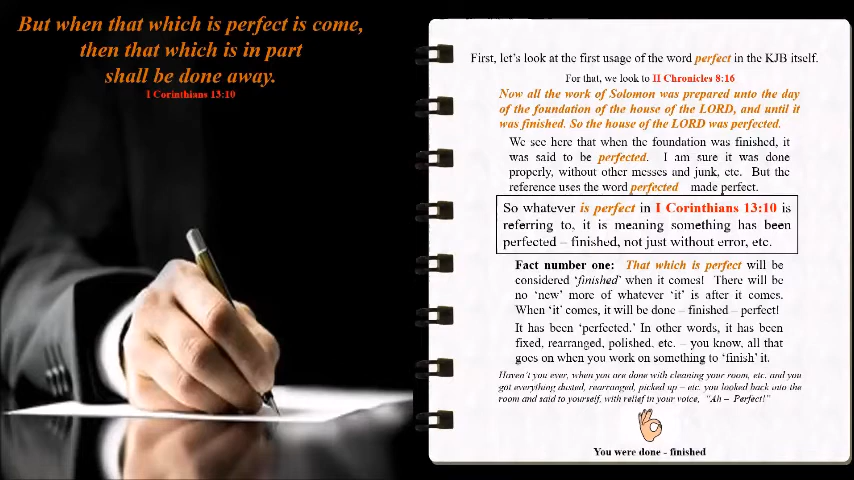 But when that which is perfect is come,
then that which is in part
shall be done away.
I Corinthians 13:10
First, let's look at the first usage of the word perfect in the KJB itself.
For that, we look to II Chronicles 8:16
Now all the work of Solomon was prepared unto the day
of the foundation of the house of the LORD, and until it
was finished. So the house of the LORD was perfected.
We see here that when the foundation was finished, it
was said to be perfected. I am sure it was done
properly, without other messes and junk, etc. But the
reference uses the word perfected made perfect.
So whatever is perfect in I Corinthians 13:10 is
referring to, it is meaning something has been
perfected – finished, not just without error, etc.
Fact number one: That which is perfect will be
considered 'finished' when it comes! There will be
no 'new' more of whatever 'it' is after it comes.
When 'it' comes, it will be done – finished – perfect!
It has been 'perfected.' In other words, it has been
fixed, rearranged, polished, etc. – you know, all that
goes on when you work on something to 'finish' it.
Haven't you ever, when you are done with cleaning your room, etc. and you
got everything dusted, rearranged, picked up – etc. you looked back into the
room and said to yourself, with relief in your voice, "Ah – Perfect!"
You were done - finished